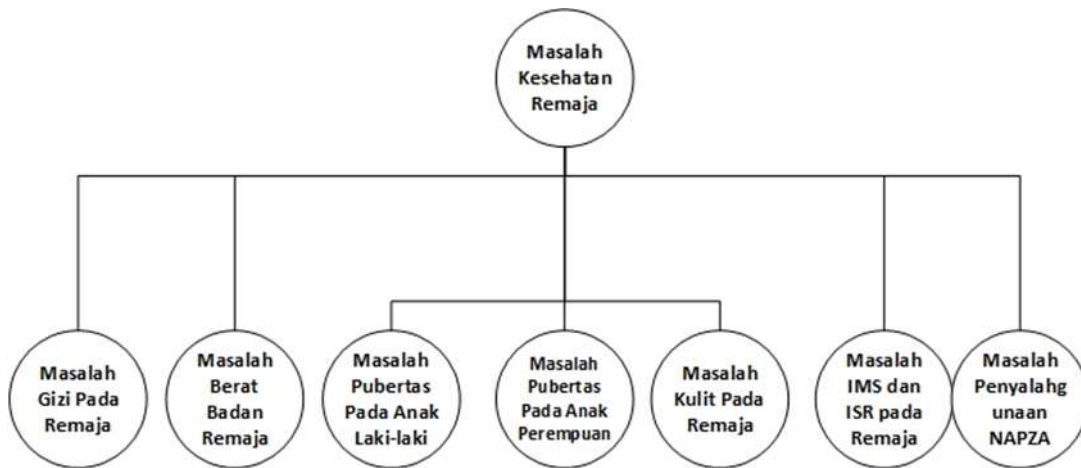 Masalah
Kesehatan
Remaja
Masalah
Gizi Pada
Remaja
Masalah
Berat
Badan
Remaja
Masalah
Pubertas
Pada Anak
Laki-laki
Masalah
Pubertas
Pada Anak
Perempuan
Masalah
Kulit Pada
Remaja
Masalah
IMS dan
ISR pada
Remaja
Masalah
Penyalahg
unaan
NAPZA